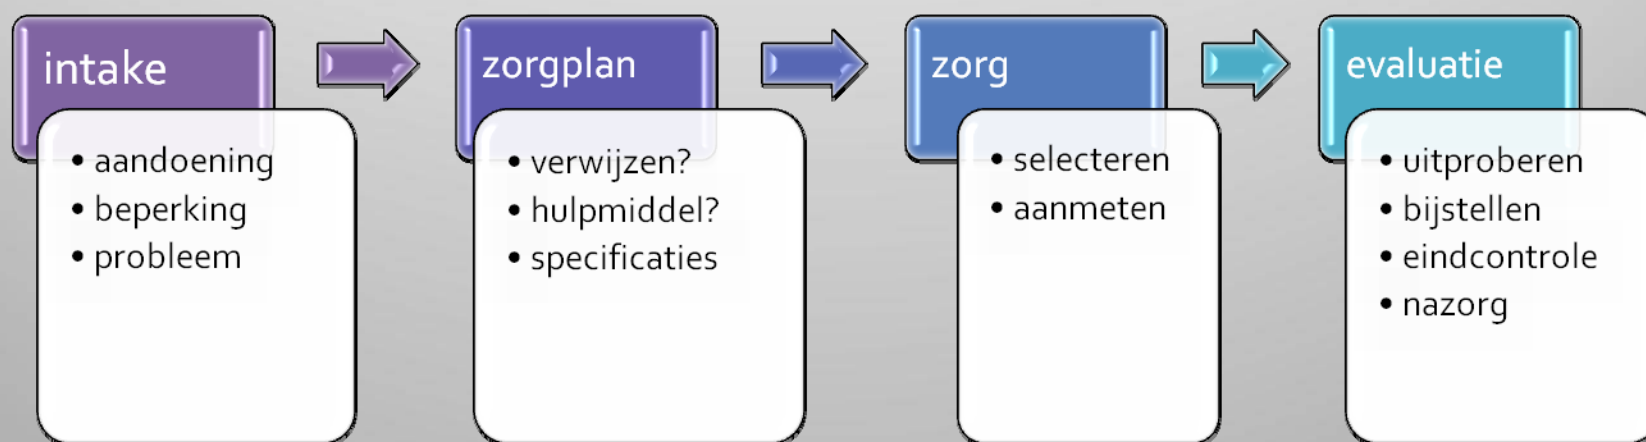 intake
• aandoening
• beperking
• probleem
zorgplan
• verwijzen?
• hulpmiddel?
• specificaties
zorg
• selecteren
• aanmeten
evaluatie
• uitproberen
• bijstellen
• eindcontrole
• nazorg